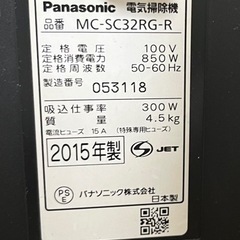 Panasonic 電気掃除機
品番 MC-SC32RG-R
定格電圧 100V
定格消費電力 850W
定格周波数 50-60Hz
製造番号 053118
吸込仕事率 300W
質量 4.5kg
電流ヒューズ 15A (特殊専用ヒューズ)
2015年製
S JET
PS
E
パナソニック株式会社
日本製